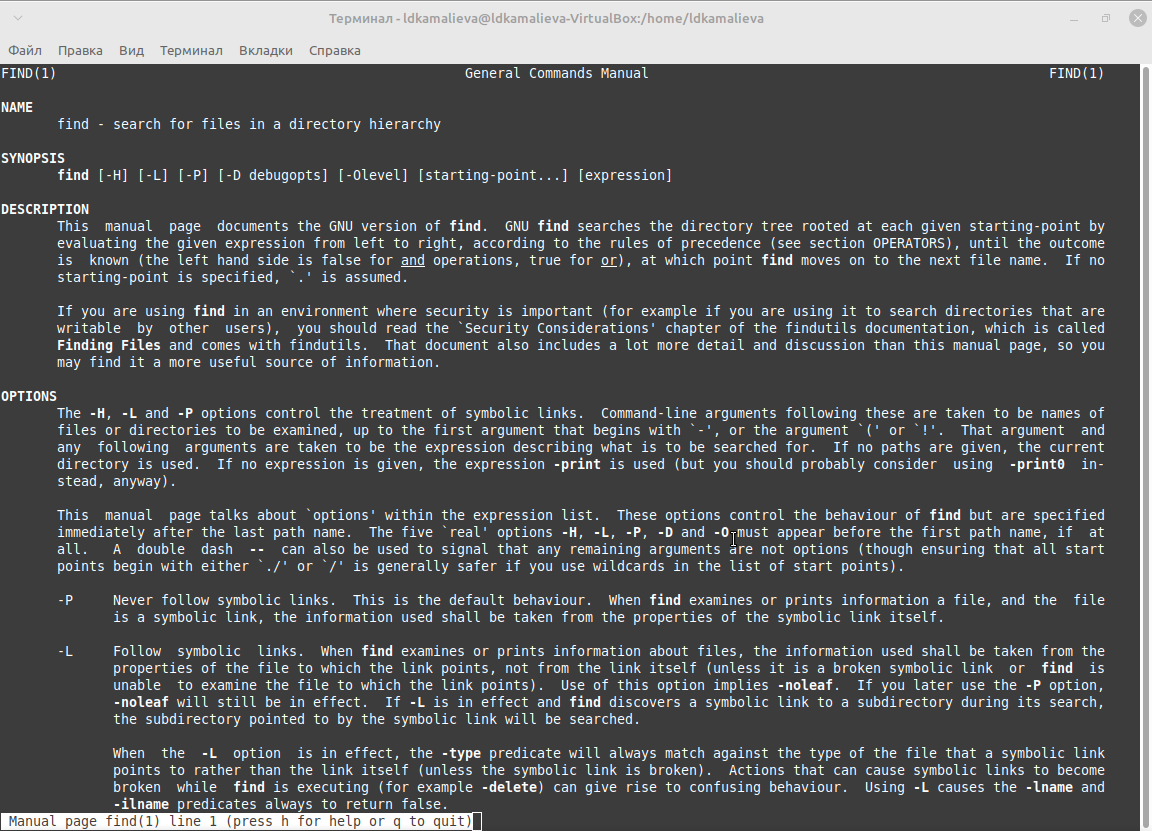 Терминал - ldkamalieva@ldkamalieva-VirtualBox:/home/ldkamalieva
Файл Правка Вид Терминал Вкладки Справка
FIND(1) General Commands Manual FIND(1)
NAME
find - search for files in a directory hierarchy
SYNOPSIS
find [-H] [-L] [-P] [-D debugopts] [-Olevel] [starting-point...] [expression]
DESCRIPTION
This manual page documents the GNU version of find. GNU find searches the directory tree rooted at each given starting-point by
evaluating the given expression from left to right, according to the rules of precedence (see section OPERATORS), until the outcome
is known (the left hand side is false for and operations, true for or), at which point find moves on to the next file name. If no
starting-point is specified, `.' is assumed.
If you are using find in an environment where security is important (for example if you are using it to search directories that are
writable by other users), you should read the `Security Considerations' chapter of the findutils documentation, which is called
Finding Files and comes with findutils. That document also includes a lot more detail and discussion than this manual page, so you
may find it a more useful source of information.
OPTIONS
The -H, -L and -P options control the treatment of symbolic links. Command-line arguments following these are taken to be names of
files or directories to be examined, up to the first argument that begins with `-', or the argument `(' or `!'. That argument and
any following arguments are taken to be the expression describing what is to be searched for. If no paths are given, the current
directory is used. If no expression is given, the expression -print is used (but you should probably consider using -print0 in-
stead, anyway).
This manual page talks about `options' within the expression list. These options control the behaviour of find but are specified
immediately after the last path name. The five `real' options -H, -L, -P, -D and -O must appear before the first path name, if at
all. A double dash -- can also be used to signal that any remaining arguments are not options (though ensuring that all start
points begin with either `./' or `/' is generally safer if you use wildcards in the list of start points).
-P Never follow symbolic links. This is the default behaviour. When find examines or prints information a file, and the file
is a symbolic link, the information used shall be taken from the properties of the symbolic link itself.
-L Follow symbolic links. When find examines or prints information about files, the information used shall be taken from the
properties of the file to which the link points, not from the link itself (unless it is a broken symbolic link or find is
unable to examine the file to which the link points). Use of this option implies -noleaf. If you later use the -P option,
-noleaf will still be in effect. If -L is in effect and find discovers a symbolic link to a subdirectory during its search,
the subdirectory pointed to by the symbolic link will be searched.
When the -L option is in effect, the -type predicate will always match against the type of the file that a symbolic link
points to rather than the link itself (unless the symbolic link is broken). Actions that can cause symbolic links to become
broken while find is executing (for example -delete) can give rise to confusing behaviour. Using -L causes the -lname and
-ilname predicates always to return false.
Manual page find(1) line 1 (press h for help or q to quit)